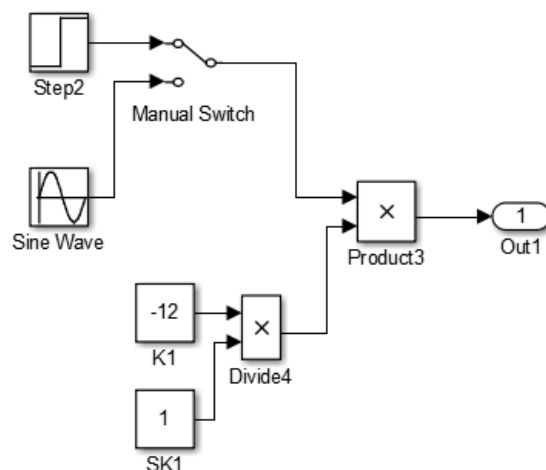 Step2
Manual Switch
Sine Wave
×
Product3
1
Out1
-12
K1
×
Divide4
1
SK1